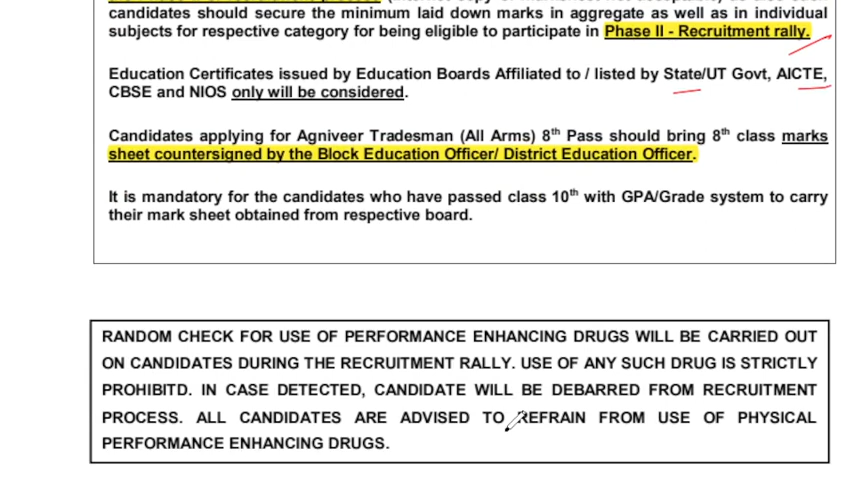 candidates should secure the minimum laid down marks in aggregate as well as in individual
subjects for respective category for being eligible to participate in Phase II - Recruitment rally.
Education Certificates issued by Education Boards Affiliated to / listed by State/UT Govt, AICTE,
CBSE and NIOS only will be considered.
Candidates applying for Agniveer Tradesman (All Arms) 8th Pass should bring 8th class marks
sheet countersigned by the Block Education Officer/ District Education Officer.
It is mandatory for the candidates who have passed class 10th with GPA/Grade system to carry
their mark sheet obtained from respective board.
RANDOM CHECK FOR USE OF PERFORMANCE ENHANCING DRUGS WILL BE CARRIED OUT
ON CANDIDATES DURING THE RECRUITMENT RALLY. USE OF ANY SUCH DRUG IS STRICTLY
PROHIBITD. IN CASE DETECTED, CANDIDATE WILL BE DEBARRED FROM RECRUITMENT
PROCESS. ALL CANDIDATES ARE ADVISED TO REFRAIN FROM USE OF PHYSICAL
PERFORMANCE ENHANCING DRUGS.